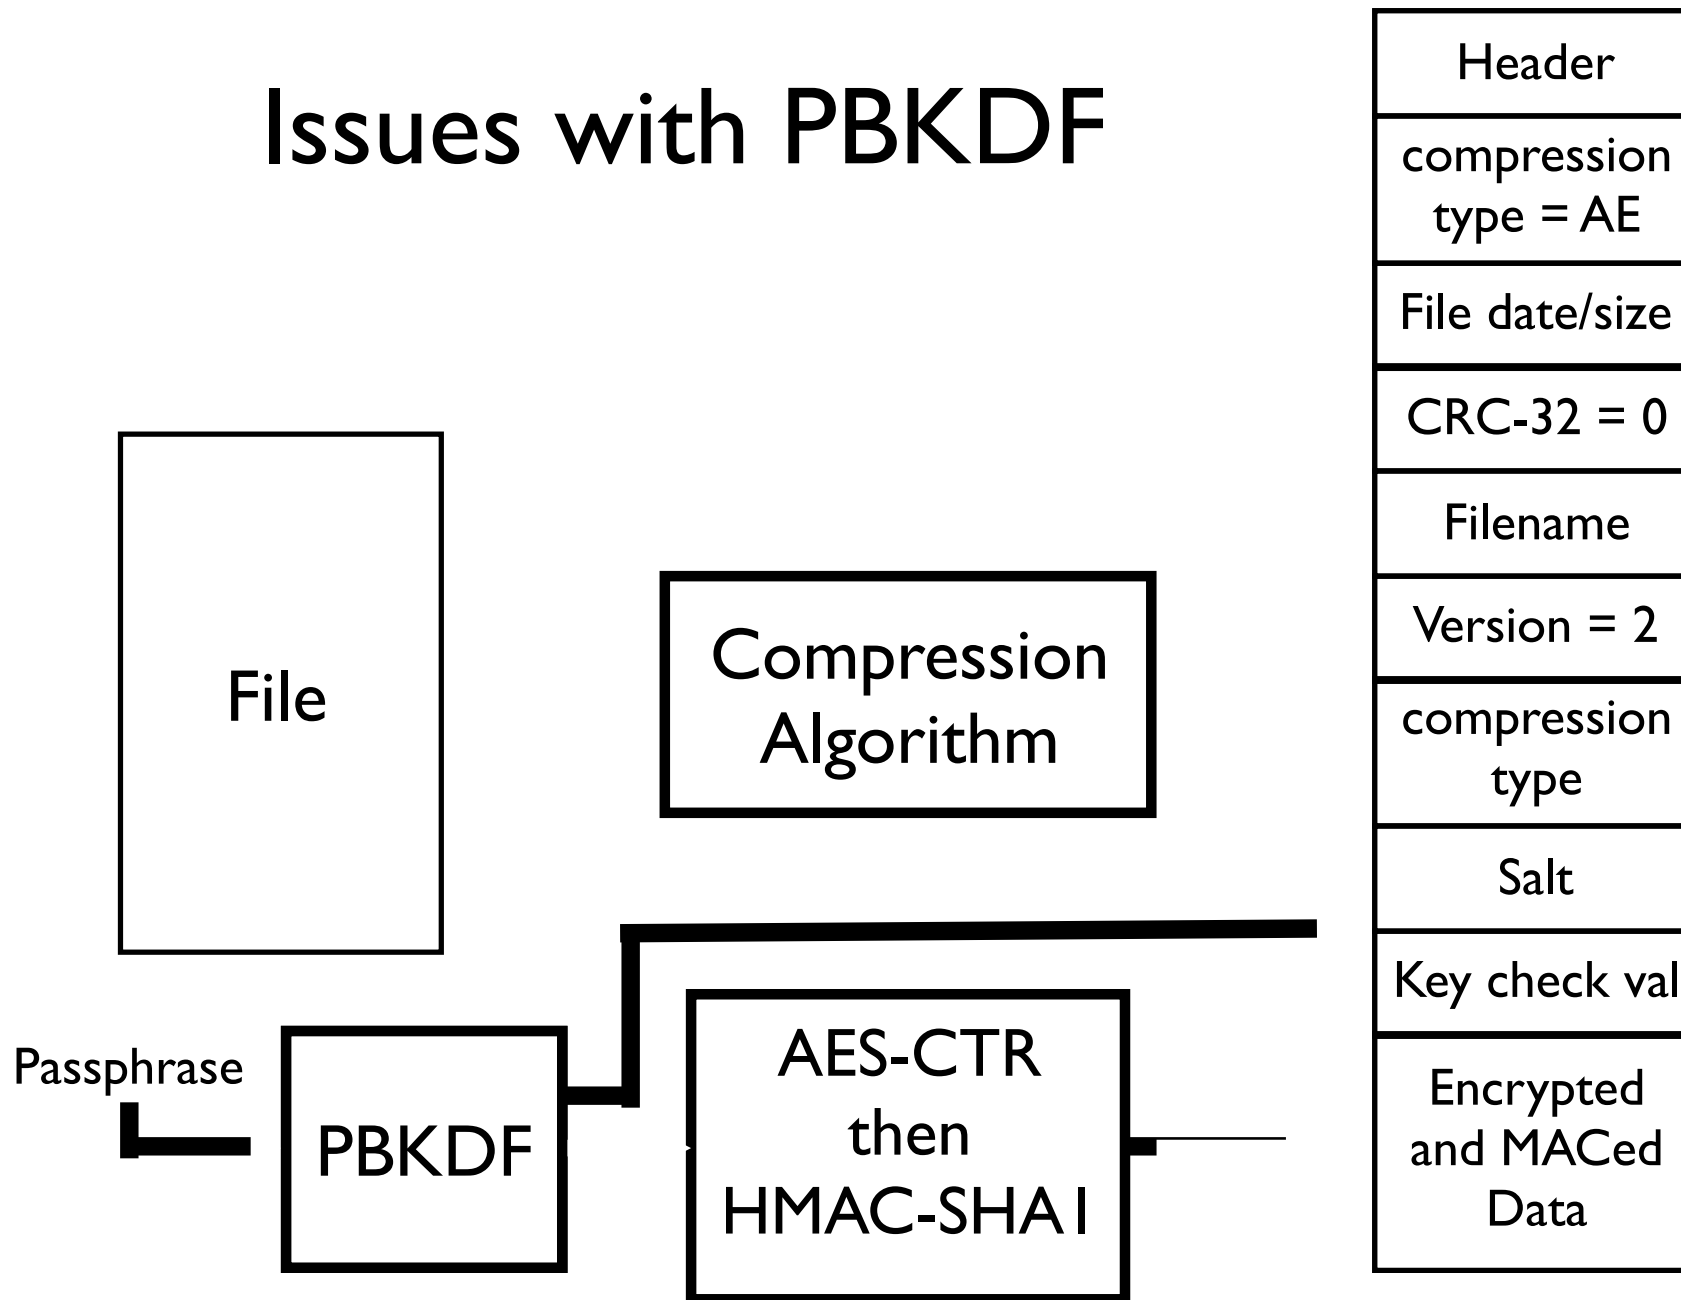 Issues with PBKDF
File
Compression
Algorithm
Passphrase
PBKDF
AES-CTR
then
HMAC-SHA1
Header
compression
type = AE
File date/size
CRC-32 = 0
Filename
Version = 2
compression
type
Salt
Key check val
Encrypted
and MACed
Data